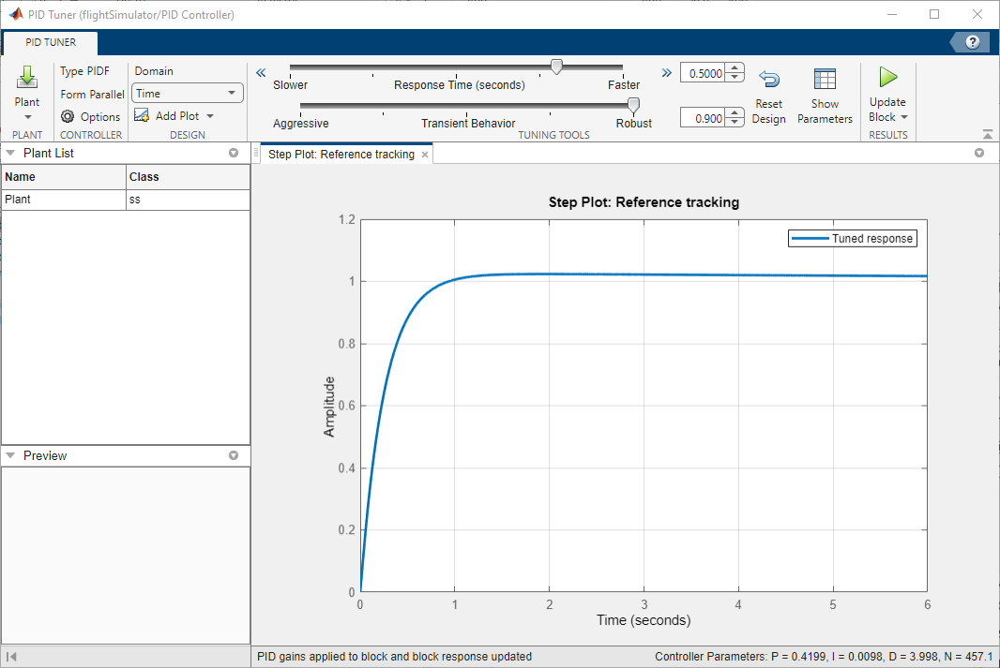 PID Tuner (flightSimulator/PID Controller)
PID TUNER
?
Plant
PLANT
Type PIDF
Form Parallel
Options
CONTROLLER
Domain
Time
Add Plot
DESIGN
Slower
Response Time (seconds)
Faster
0.5000
Aggressive
Transient Behavior
Robust
0.900
Reset
Design
Show
Parameters
TUNING TOOLS
Update
Block
RESULTS
Plant List
Name Class
Plant ss
Preview
Step Plot: Reference tracking
Step Plot: Reference tracking
Tuned response
1.2
1
0.8
0.6
0.4
0.2
0
Amplitude
0 1 2 3 4 5 6
Time (seconds)
PID gains applied to block and block response updated
Controller Parameters: P = 0.4199, I = 0.0098, D = 3.998, N = 457.1